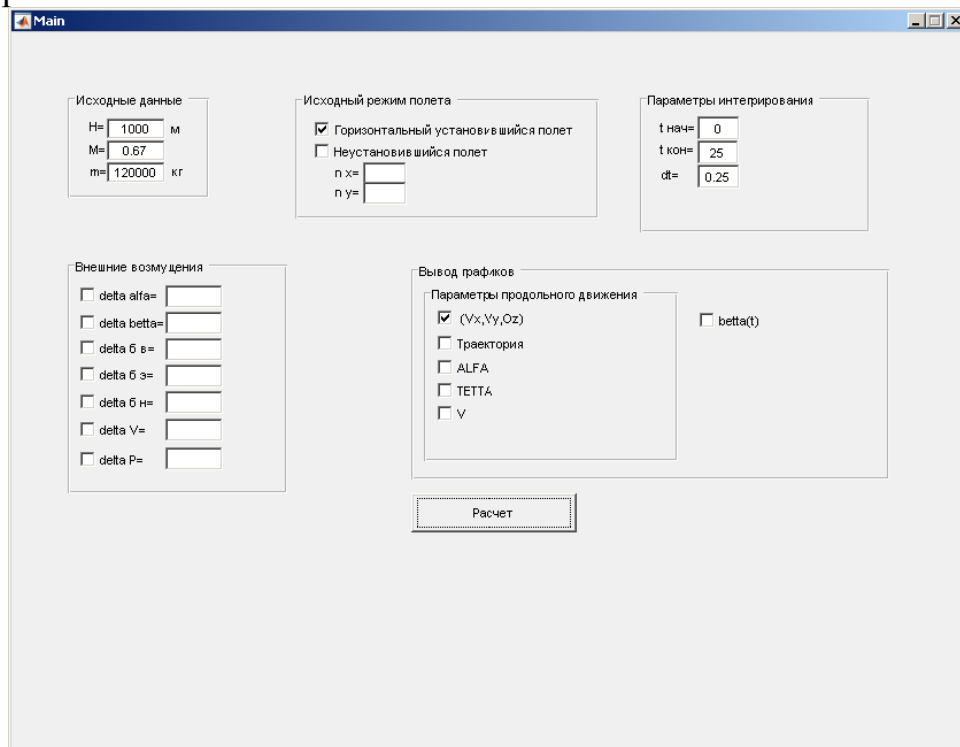 Main
Исходные данные
H= 1000 м
M= 0.67
m= 120000 кг
Исходный режим полета
Горизонтальный установившийся полет
Неустановившийся полет
n x=
n y=
Параметры интегрирования
t нач= 0
t кон= 25
dt= 0.25
Внешние возмущения
delta alfa=
delta betta=
delta б в=
delta б э=
delta б н=
delta V=
delta P=
Вывод графиков
Параметры продольного движения
(Vx,Vy,Oz)
Траектория
ALFA
TETTA
V
betta(t)
Расчет